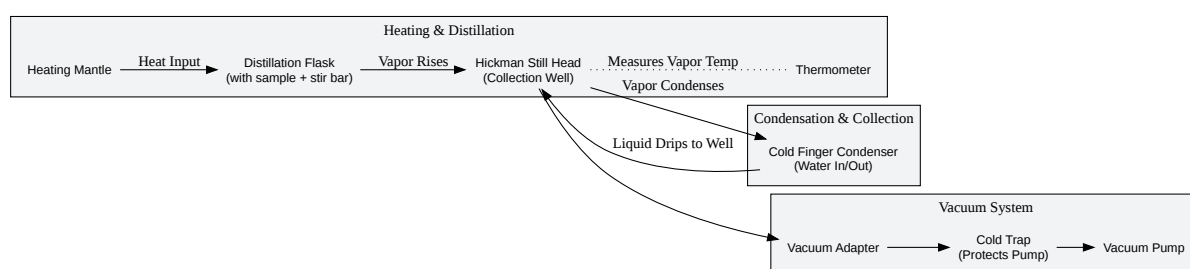 Heating & Distillation
Heating Mantle
Heat Input
Distillation Flask
(with sample + stir bar)
Vapor Rises
Hickman Still Head
(Collection Well)
Measures Vapor Temp
Thermometer
Vapor Condenses
Condensation & Collection
Liquid Drips to Well
Cold Finger Condenser
(Water In/Out)
Vacuum System
Vacuum Adapter
Cold Trap
(Protects Pump)
Vacuum Pump